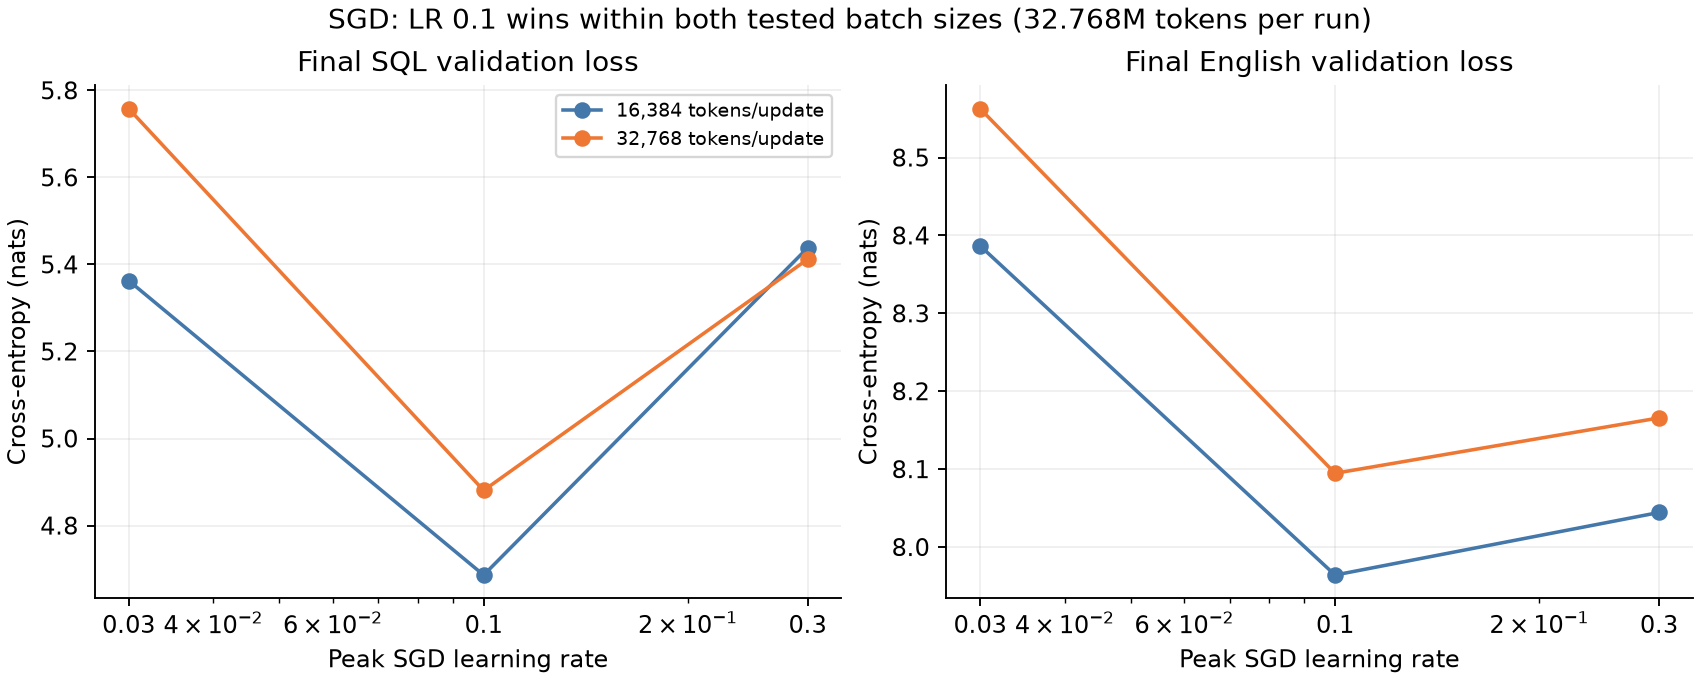 SGD: LR 0.1 wins within both tested batch sizes (32.768M tokens per run)
Final SQL validation loss
Cross-entropy (nats)
5.8
5.6
5.4
5.2
5.0
4.8
16,384 tokens/update
32,768 tokens/update
0.03 4 × 10⁻² 6 × 10⁻² 0.1 2 × 10⁻¹ 0.3
Peak SGD learning rate
Final English validation loss
Cross-entropy (nats)
8.5
8.4
8.3
8.2
8.1
8.0
0.03 4 × 10⁻² 6 × 10⁻² 0.1 2 × 10⁻¹ 0.3
Peak SGD learning rate